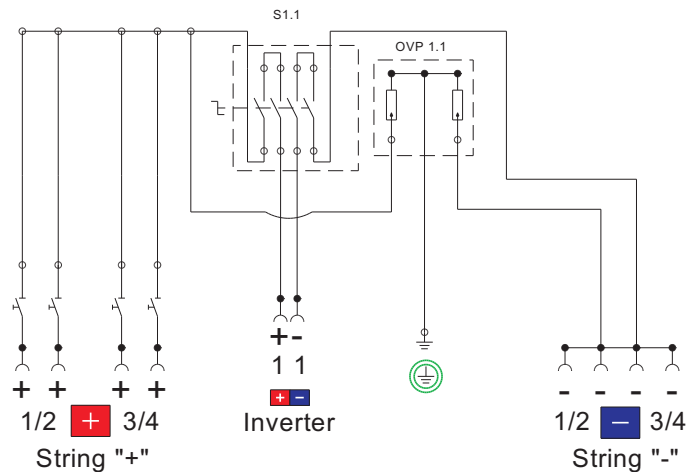 S1.1
OVP 1.1
+ -
1 1
+ -
Inverter
+ + + +
1/2 + 3/4
String "+"
- - - -
1/2 - 3/4
String "-"